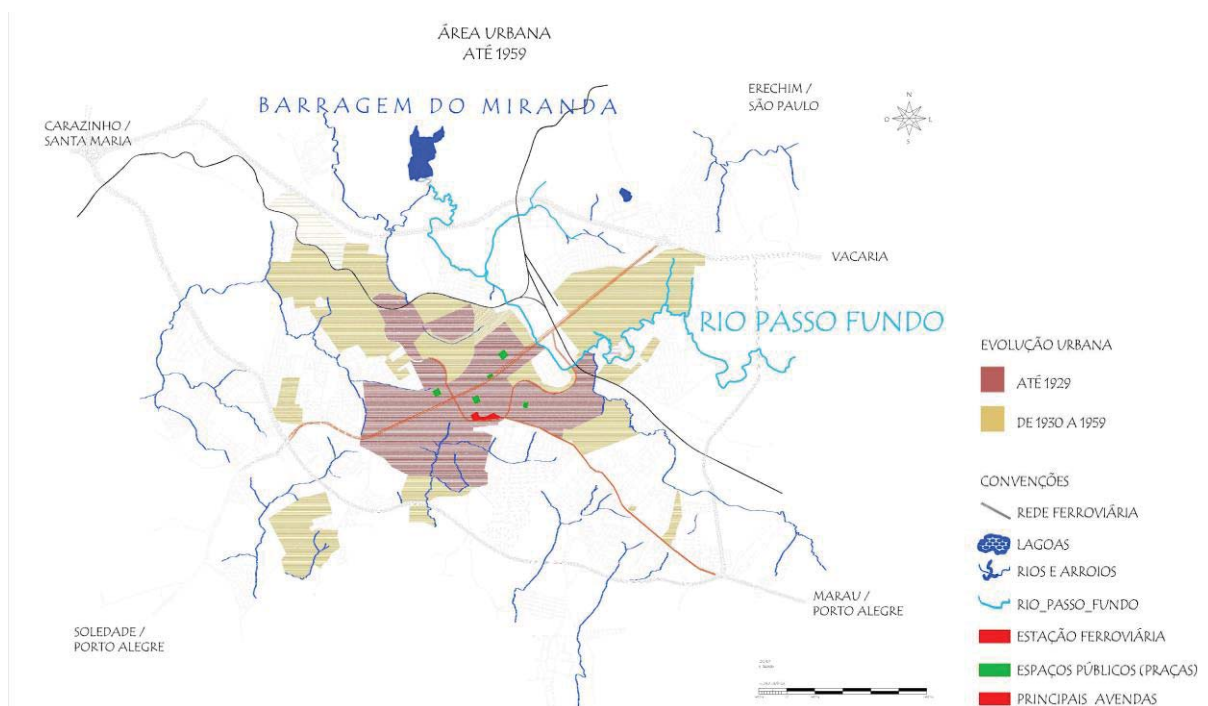 ÁREA URBANA
ATÉ 1959
BARRAGEM DO MIRANDA
ERECHIM /
SÃO PAULO
N
O
L
S
CARAZINHO /
SANTA MARIA
VACARIA
RIO PASSO FUNDO
EVOLUÇÃO URBANA
ATÉ 1929
DE 1930 A 1959
CONVENÇÕES
REDE FERROVIÁRIA
LAGOAS
RIOS E ARROIOS
RIO_PASSO_FUNDO
ESTAÇÃO FERROVIÁRIA
ESPAÇOS PÚBLICOS (PRAÇAS)
PRINCIPAIS AVENDAS
MARAU /
PORTO ALEGRE
SOLEDADE /
PORTO ALEGRE